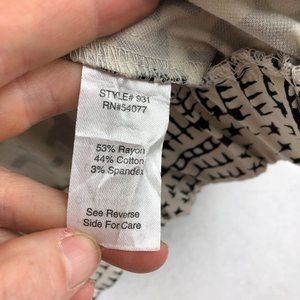 STYLE# 931
RN#54077
53% Rayon
44% Cotton
3% Spandex
See Reverse
Side For Care